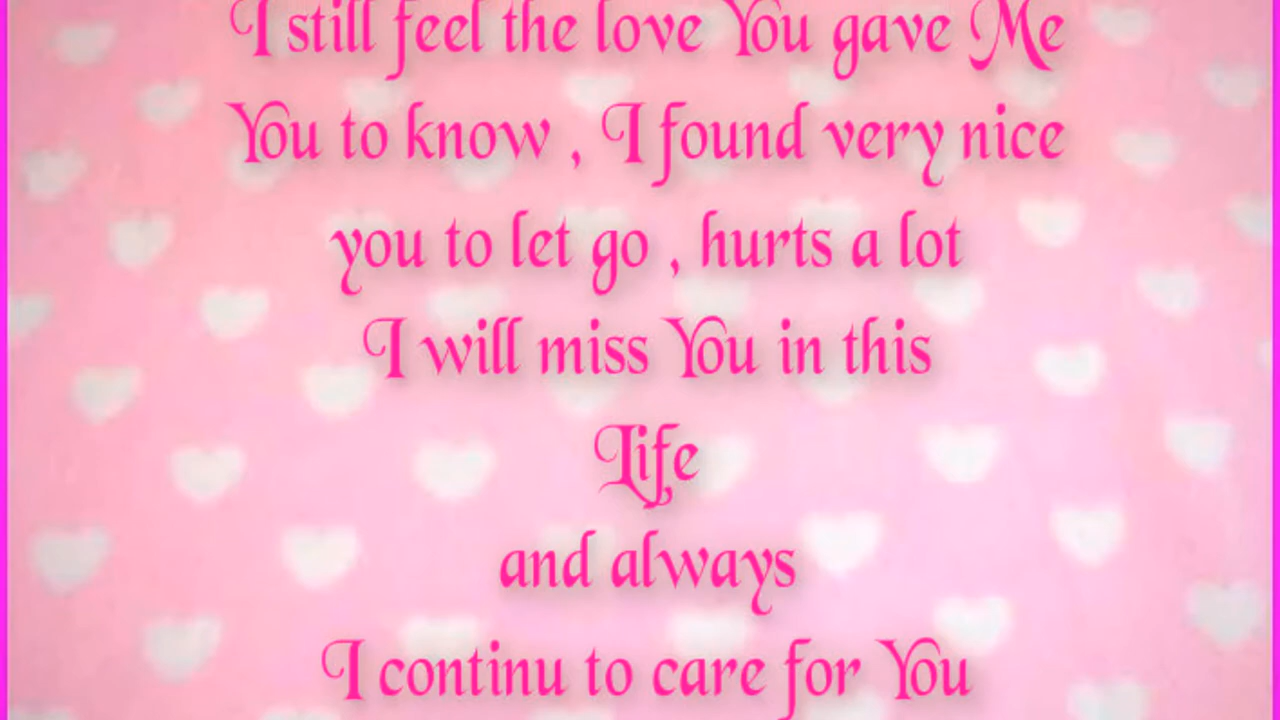 I still feel the love You gave Me
You to know , I found very nice
you to let go , hurts a lot
I will miss You in this
Life
and always
I continu to care for You